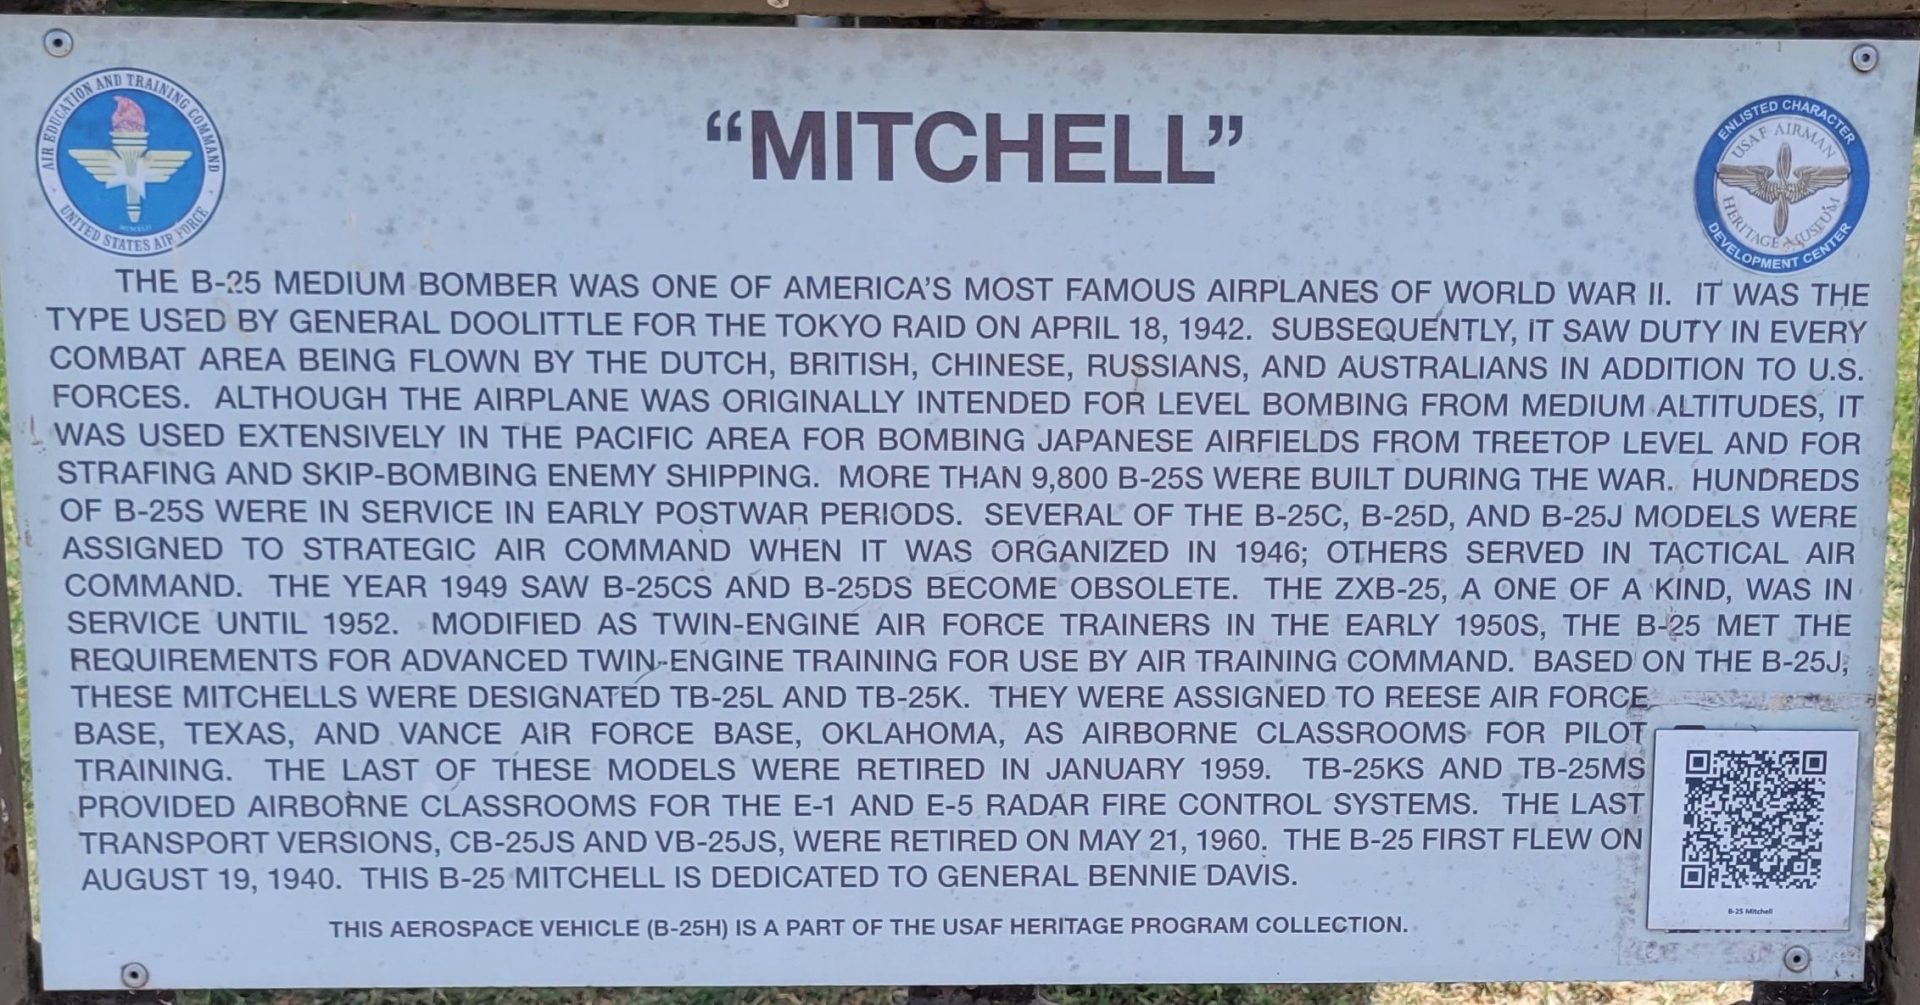 AIR EDUCATION AND TRAINING COMMAND
UNITED STATES AIR FORCE
"MITCHELL"
ENLISTED CHARACTER
USAF AIRMAN
HERITAGE MUSEUM
DEVELOPMENT CENTER
THE B-25 MEDIUM BOMBER WAS ONE OF AMERICA'S MOST FAMOUS AIRPLANES OF WORLD WAR II. IT WAS THE
TYPE USED BY GENERAL DOOLITTLE FOR THE TOKYO RAID ON APRIL 18, 1942. SUBSEQUENTLY, IT SAW DUTY IN EVERY
COMBAT AREA BEING FLOWN BY THE DUTCH, BRITISH, CHINESE, RUSSIANS, AND AUSTRALIANS IN ADDITION TO U.S.
FORCES. ALTHOUGH THE AIRPLANE WAS ORIGINALLY INTENDED FOR LEVEL BOMBING FROM MEDIUM ALTITUDES, IT
WAS USED EXTENSIVELY IN THE PACIFIC AREA FOR BOMBING JAPANESE AIRFIELDS FROM TREETOP LEVEL AND FOR
STRAFING AND SKIP-BOMBING ENEMY SHIPPING. MORE THAN 9,800 B-25S WERE BUILT DURING THE WAR. HUNDREDS
OF B-25S WERE IN SERVICE IN EARLY POSTWAR PERIODS. SEVERAL OF THE B-25C, B-25D, AND B-25J MODELS WERE
ASSIGNED TO STRATEGIC AIR COMMAND WHEN IT WAS ORGANIZED IN 1946; OTHERS SERVED IN TACTICAL AIR
COMMAND. THE YEAR 1949 SAW B-25CS AND B-25DS BECOME OBSOLETE. THE ZXB-25, A ONE OF A KIND, WAS IN
SERVICE UNTIL 1952. MODIFIED AS TWIN-ENGINE AIR FORCE TRAINERS IN THE EARLY 1950S, THE B-25 MET THE
REQUIREMENTS FOR ADVANCED TWIN-ENGINE TRAINING FOR USE BY AIR TRAINING COMMAND. BASED ON THE B-25J,
THESE MITCHELLS WERE DESIGNATED TB-25L AND TB-25K. THEY WERE ASSIGNED TO REESE AIR FORCE
BASE, TEXAS, AND VANCE AIR FORCE BASE, OKLAHOMA, AS AIRBORNE CLASSROOMS FOR PILOT
TRAINING. THE LAST OF THESE MODELS WERE RETIRED IN JANUARY 1959. TB-25KS AND TB-25MS
PROVIDED AIRBORNE CLASSROOMS FOR THE E-1 AND E-5 RADAR FIRE CONTROL SYSTEMS. THE LAST
TRANSPORT VERSIONS, CB-25JS AND VB-25JS, WERE RETIRED ON MAY 21, 1960. THE B-25 FIRST FLEW ON
AUGUST 19, 1940. THIS B-25 MITCHELL IS DEDICATED TO GENERAL BENNIE DAVIS.
B-25 Mitchell
THIS AEROSPACE VEHICLE (B-25H) IS A PART OF THE USAF HERITAGE PROGRAM COLLECTION.